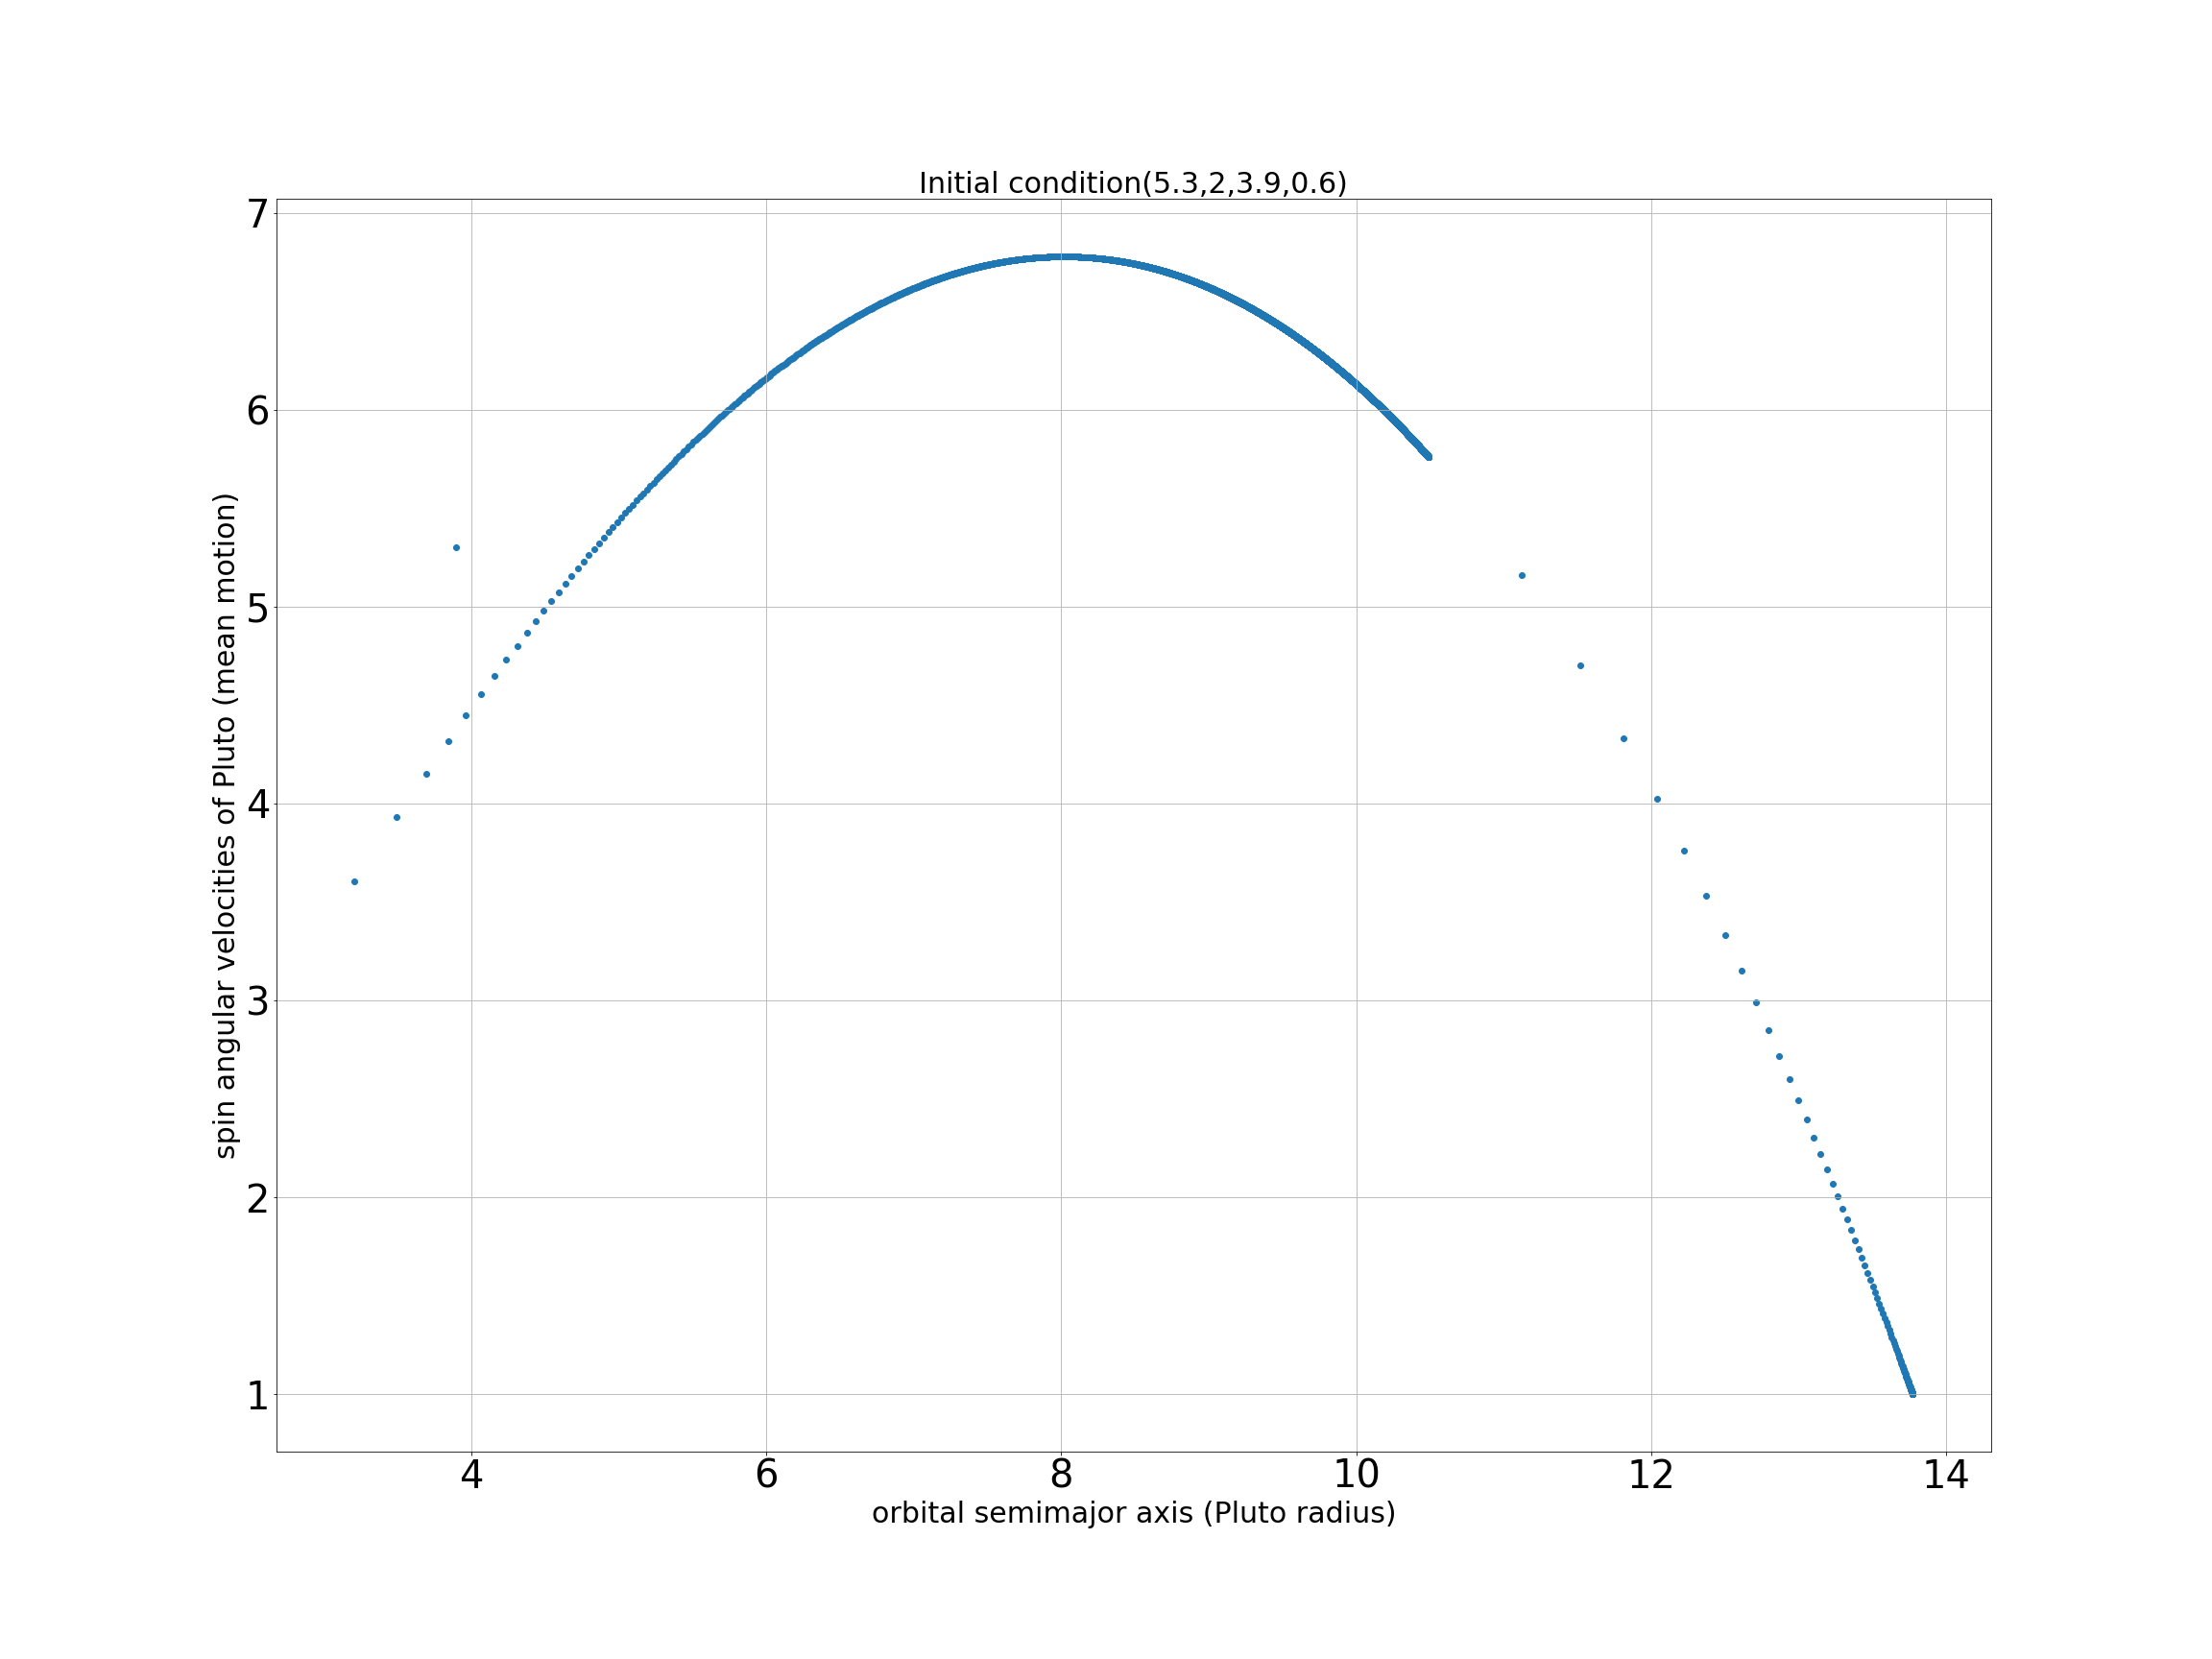 Initial condition(5.3,2,3.9,0.6)
7
6
5
4
3
2
1
spin angular velocities of Pluto (mean motion)
4 6 8 10 12 14
orbital semimajor axis (Pluto radius)